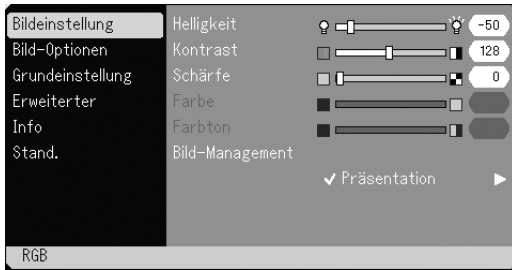 Bildeinstellung
Bild-Optionen
Grundeinstellung
Erweiterter
Info
Stand.
Helligkeit -50
Kontrast 128
Schärfe 0
Farbe
Farbton
Bild-Management
✓ Präsentation ▶
RGB